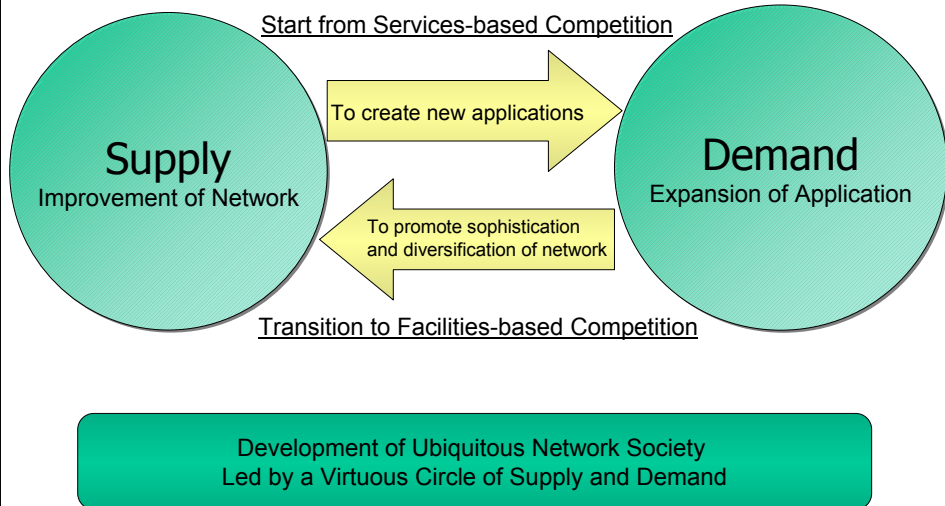 Start from Services-based Competition
To create new applications
Supply
Improvement of Network
Demand
Expansion of Application
To promote sophistication
and diversification of network
Transition to Facilities-based Competition
Development of Ubiquitous Network Society
Led by a Virtuous Circle of Supply and Demand